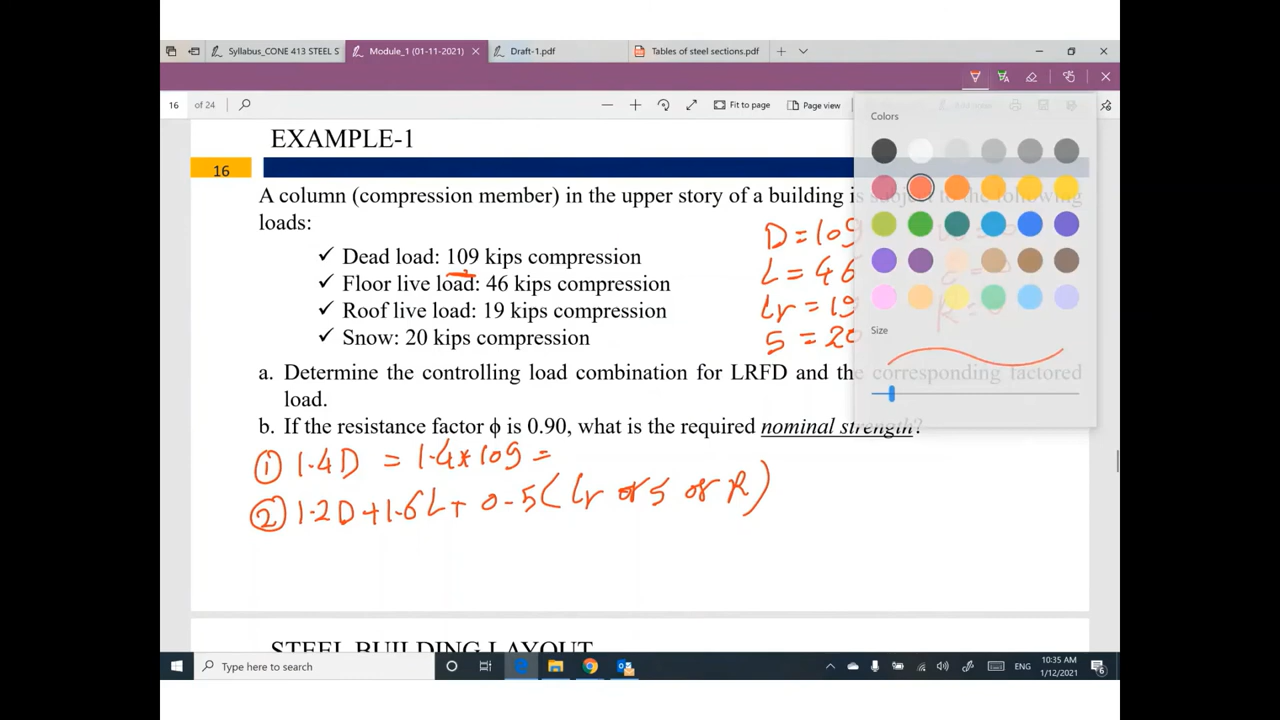 Syllabus_CONE 413 STEEL S
Module_1 (01-11-2021)
Draft-1.pdf
Tables of steel sections.pdf
16 of 24
Fit to page
Page view
Colors
Size
EXAMPLE-1
16
A column (compression member) in the upper story of a building is subject to the following
loads:
✓ Dead load: 109 kips compression
✓ Floor live load: 46 kips compression
✓ Roof live load: 19 kips compression
✓ Snow: 20 kips compression
D = 109
L = 46
Lr = 19
S = 20
a. Determine the controlling load combination for LRFD and the corresponding factored
load.
b. If the resistance factor ϕ is 0.90, what is the required nominal strength?
① 1.4D = 1.4*109 =
② 1.2D+1.6L+ 0.5(Lr or S or R)
STEEL BUILDING LAYOUT
Type here to search
ENG
10:35 AM
1/12/2021
6